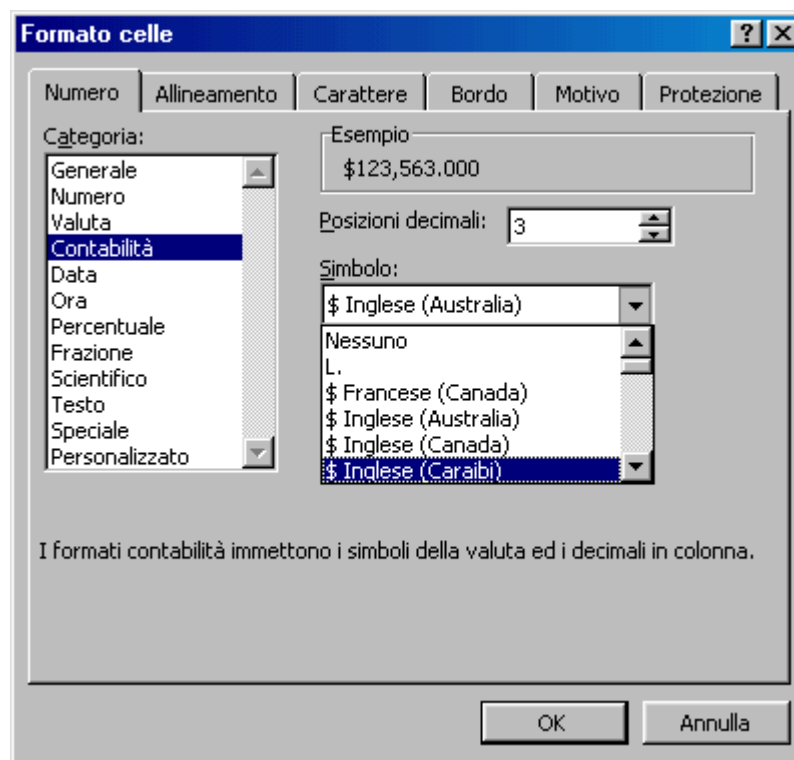 Formato celle
Numero Allineamento Carattere Bordo Motivo Protezione
Categoria:
Generale
Numero
Valuta
Contabilità
Data
Ora
Percentuale
Frazione
Scientifico
Testo
Speciale
Personalizzato
Esempio
$123,563.000
Posizioni decimali: 3
Simbolo:
$ Inglese (Australia)
Nessuno
L.
$ Francese (Canada)
$ Inglese (Australia)
$ Inglese (Canada)
$ Inglese (Caraibi)
I formati contabilità immettono i simboli della valuta ed i decimali in colonna.
OK Annulla